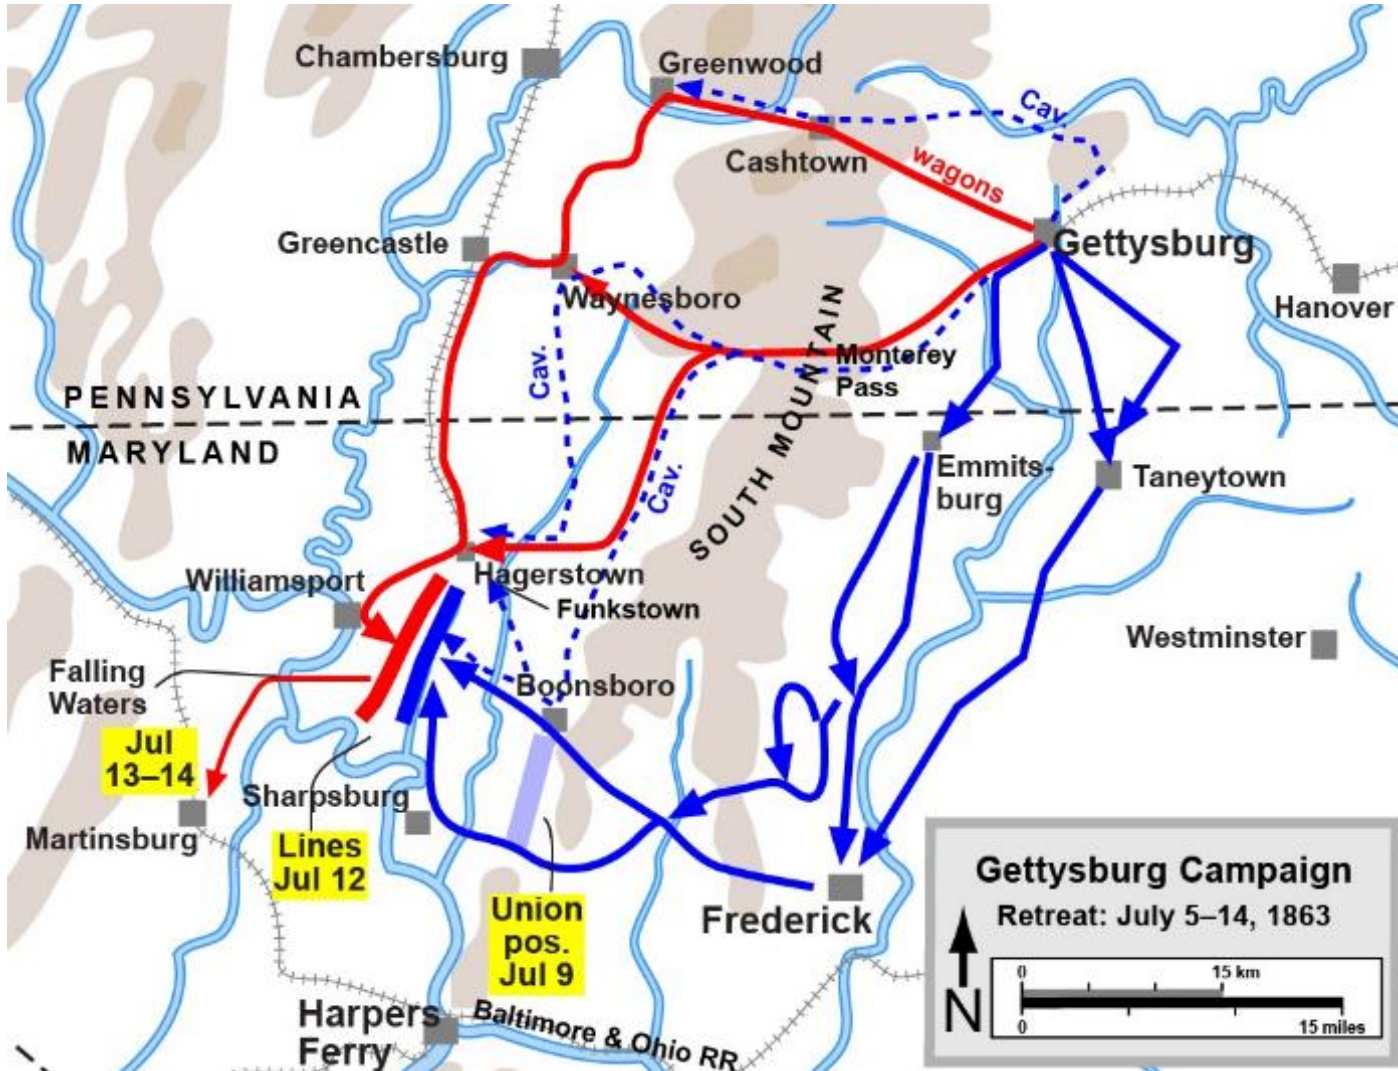 Chambersburg
Greenwood
Cav.
Cashtown
wagons
Greencastle
Gettysburg
Waynesboro
Hanover
Cav.
Monterey
Pass
PENNSYLVANIA
MARYLAND
SOUTH MOUNTAIN
Cav.
Emmits-
burg
Taneytown
Williamsport
Hagerstown
Funkstown
Westminster
Falling
Waters
Boonsboro
Jul
13–14
Sharpsburg
Martinsburg
Lines
Jul 12
Union
pos.
Jul 9
Frederick
Harpers
Ferry
Baltimore & Ohio RR
Gettysburg Campaign
Retreat: July 5–14, 1863
N
0 15 km
0 15 miles